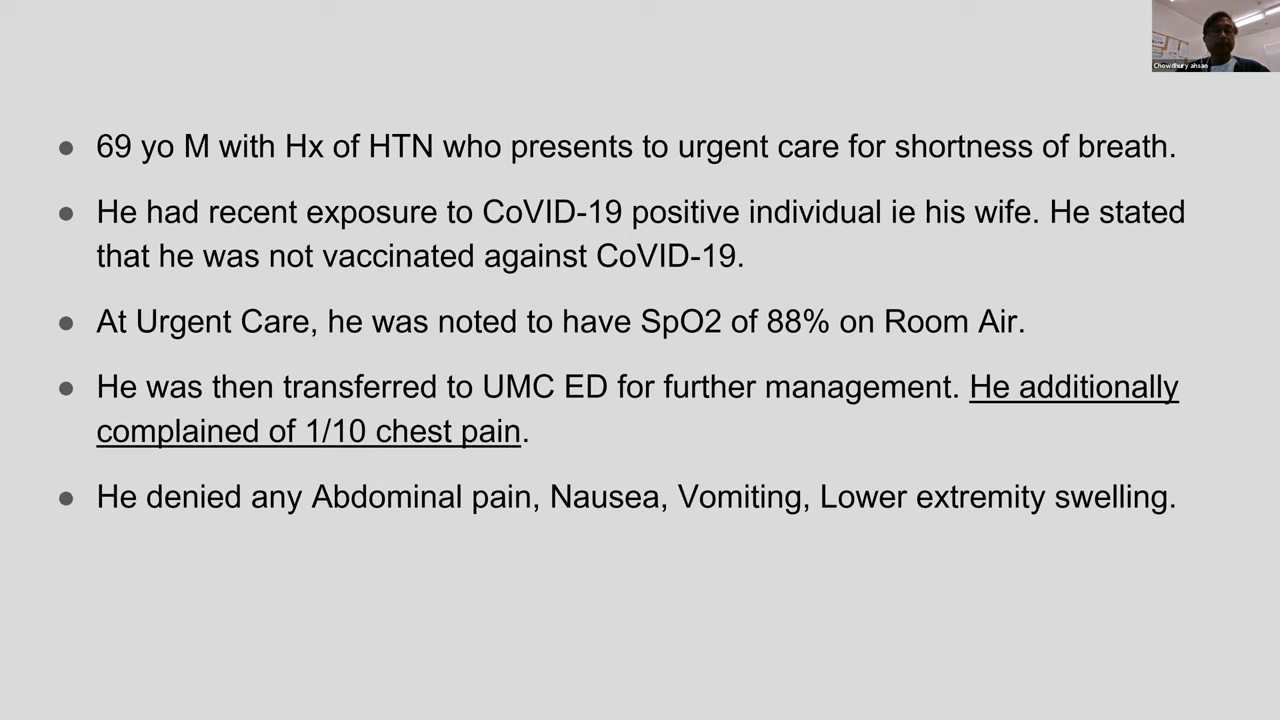 Chowdhury ahsan
● 69 yo M with Hx of HTN who presents to urgent care for shortness of breath.
● He had recent exposure to CoVID-19 positive individual ie his wife. He stated
that he was not vaccinated against CoVID-19.
● At Urgent Care, he was noted to have SpO2 of 88% on Room Air.
● He was then transferred to UMC ED for further management. He additionally
complained of 1/10 chest pain.
● He denied any Abdominal pain, Nausea, Vomiting, Lower extremity swelling.